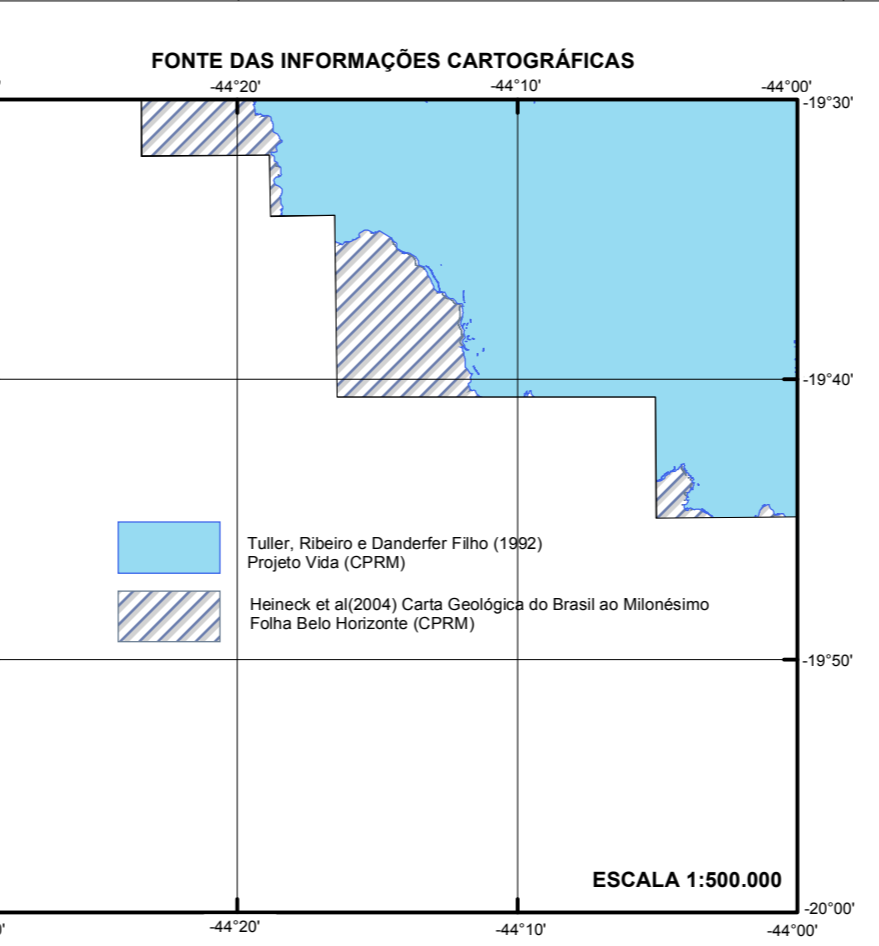 FONTE DAS INFORMAÇÕES CARTOGRÁFICAS
-44°20' -44°10' -44°00'
-19°30'
-19°40'
Tuller, Ribeiro e Danderfer Filho (1992)
Projeto Vida (CPRM)
Heineck et al(2004) Carta Geológica do Brasil ao Milonésimo
Folha Belo Horizonte (CPRM)
-19°50'
ESCALA 1:500.000
-20°00'
-44°20' -44°10' -44°00'